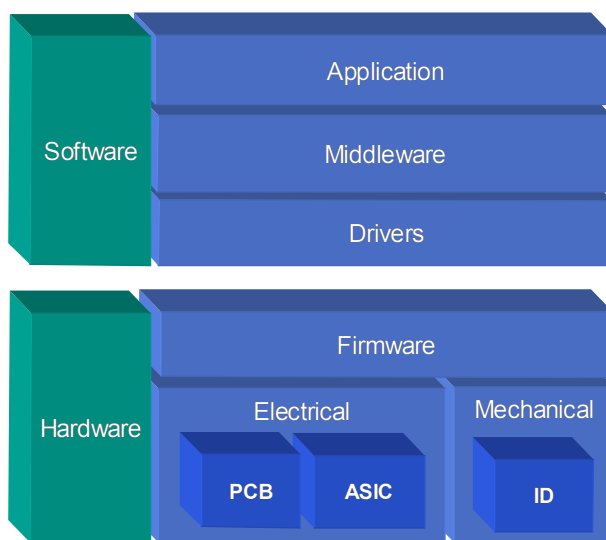 Software
Application
Middleware
Drivers
Hardware
Firmware
Electrical
Mechanical
PCB
ASIC
ID